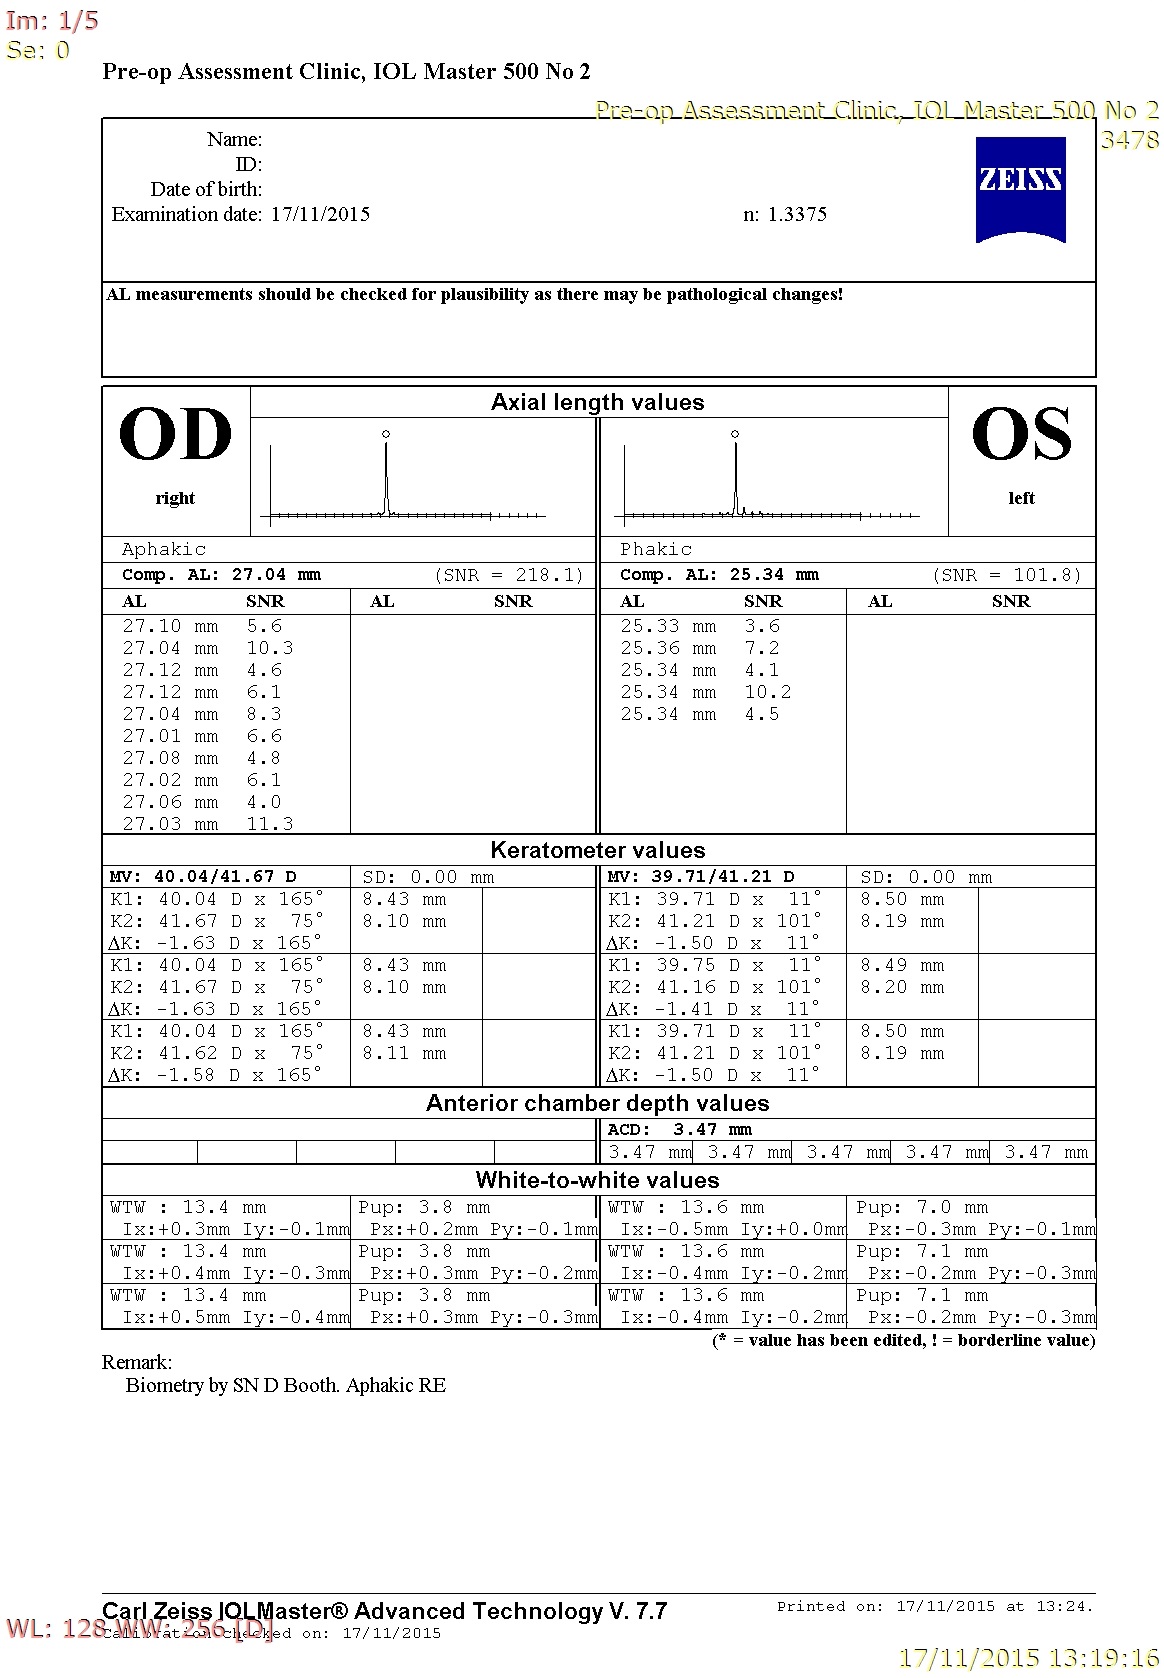 Im: 1/5
Se: 0
Pre-op Assessment Clinic, IOL Master 500 No 2
Pre-op Assessment Clinic, IOL Master 500 No 2
3478
Name:
ID:
Date of birth:
Examination date: 17/11/2015 n: 1.3375
ZEISS
AL measurements should be checked for plausibility as there may be pathological changes!
OD
right
Axial length values
OS
left
Aphakic Phakic
Comp. AL: 27.04 mm (SNR = 218.1) Comp. AL: 25.34 mm (SNR = 101.8)
AL SNR AL SNR AL SNR AL SNR
27.10 mm 5.6 25.33 mm 3.6
27.04 mm 10.3 25.36 mm 7.2
27.12 mm 4.6 25.34 mm 4.1
27.12 mm 6.1 25.34 mm 10.2
27.04 mm 8.3 25.34 mm 4.5
27.01 mm 6.6
27.08 mm 4.8
27.02 mm 6.1
27.06 mm 4.0
27.03 mm 11.3
Keratometer values
MV: 40.04/41.67 D SD: 0.00 mm MV: 39.71/41.21 D SD: 0.00 mm
K1: 40.04 D x 165° 8.43 mm K1: 39.71 D x 11° 8.50 mm
K2: 41.67 D x 75° 8.10 mm K2: 41.21 D x 101° 8.19 mm
ΔK: -1.63 D x 165° ΔK: -1.50 D x 11°
K1: 40.04 D x 165° 8.43 mm K1: 39.75 D x 11° 8.49 mm
K2: 41.67 D x 75° 8.10 mm K2: 41.16 D x 101° 8.20 mm
ΔK: -1.63 D x 165° ΔK: -1.41 D x 11°
K1: 40.04 D x 165° 8.43 mm K1: 39.71 D x 11° 8.50 mm
K2: 41.62 D x 75° 8.11 mm K2: 41.21 D x 101° 8.19 mm
ΔK: -1.58 D x 165° ΔK: -1.50 D x 11°
Anterior chamber depth values
ACD: 3.47 mm
3.47 mm 3.47 mm 3.47 mm 3.47 mm 3.47 mm
White-to-white values
WTW : 13.4 mm Pup: 3.8 mm WTW : 13.6 mm Pup: 7.0 mm
Ix:+0.3mm Iy:-0.1mm Px:+0.2mm Py:-0.1mm Ix:-0.5mm Iy:+0.0mm Px:-0.3mm Py:-0.1mm
WTW : 13.4 mm Pup: 3.8 mm WTW : 13.6 mm Pup: 7.1 mm
Ix:+0.4mm Iy:-0.3mm Px:+0.3mm Py:-0.2mm Ix:-0.4mm Iy:-0.2mm Px:-0.2mm Py:-0.3mm
WTW : 13.4 mm Pup: 3.8 mm WTW : 13.6 mm Pup: 7.1 mm
Ix:+0.5mm Iy:-0.4mm Px:+0.3mm Py:-0.3mm Ix:-0.4mm Iy:-0.2mm Px:-0.2mm Py:-0.3mm
(* = value has been edited, ! = borderline value)
Remark:
Biometry by SN D Booth. Aphakic RE
Carl Zeiss IOLMaster® Advanced Technology V. 7.7 Printed on: 17/11/2015 at 13:24.
WL: 128 WW: 256 [D]
Calibration checked on: 17/11/2015
17/11/2015 13:19:16